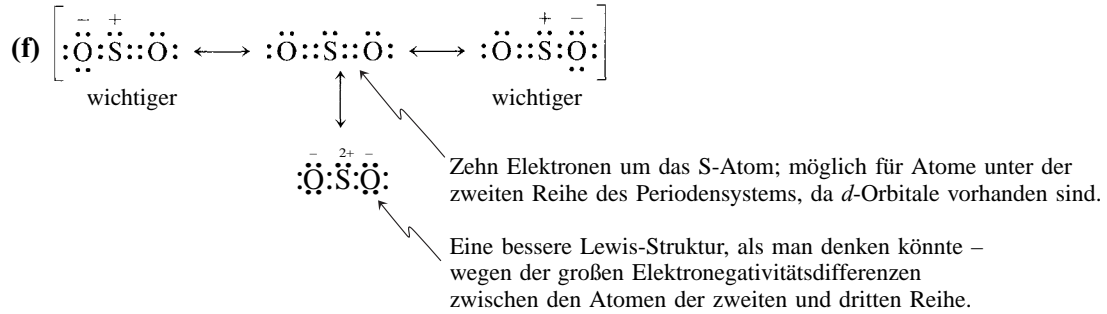 (f) [ :Ö:S̈::Ö: ⟷ :Ö::S̈::Ö: ⟷ :Ö::S̈:Ö: ]
− + + −
wichtiger wichtiger
− 2+ −
:Ö:S̈:Ö:
Zehn Elektronen um das S-Atom; möglich für Atome unter der
zweiten Reihe des Periodensystems, da d-Orbitale vorhanden sind.
Eine bessere Lewis-Struktur, als man denken könnte –
wegen der großen Elektronegativitätsdifferenzen
zwischen den Atomen der zweiten und dritten Reihe.